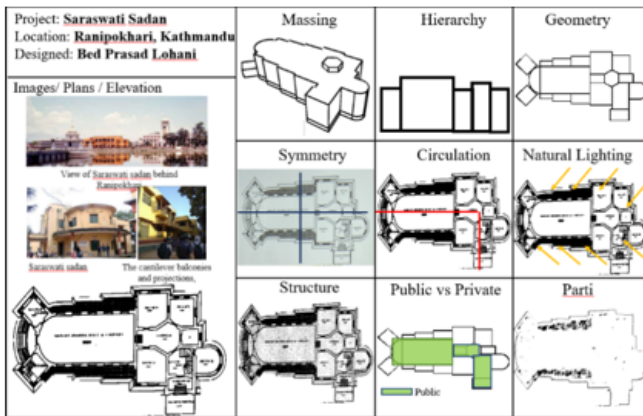 Project: Saraswati Sadan
Location: Ranipokhari, Kathmandu
Designed: Bed Prasad Lohani
Images/ Plans / Elevation
View of Saraswati sadan behind
Ranipokhari
Saraswati sadan
The cantilever balconies
and projections,
Massing
Hierarchy
Geometry
Symmetry
Circulation
Natural Lighting
Structure
Public vs Private
Public
Parti